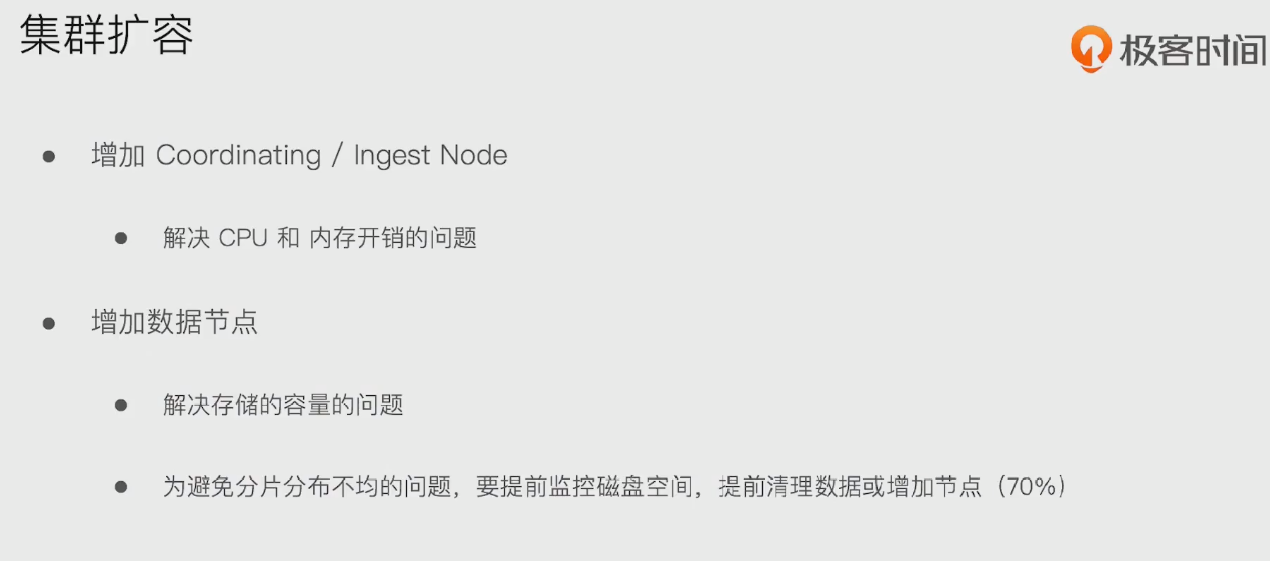 集群扩容
极客时间
● 增加 Coordinating / Ingest Node
● 解决 CPU 和 内存开销的问题
● 增加数据节点
● 解决存储的容量的问题
● 为避免分片分布不均的问题，要提前监控磁盘空间，提前清理数据或增加节点（70%）